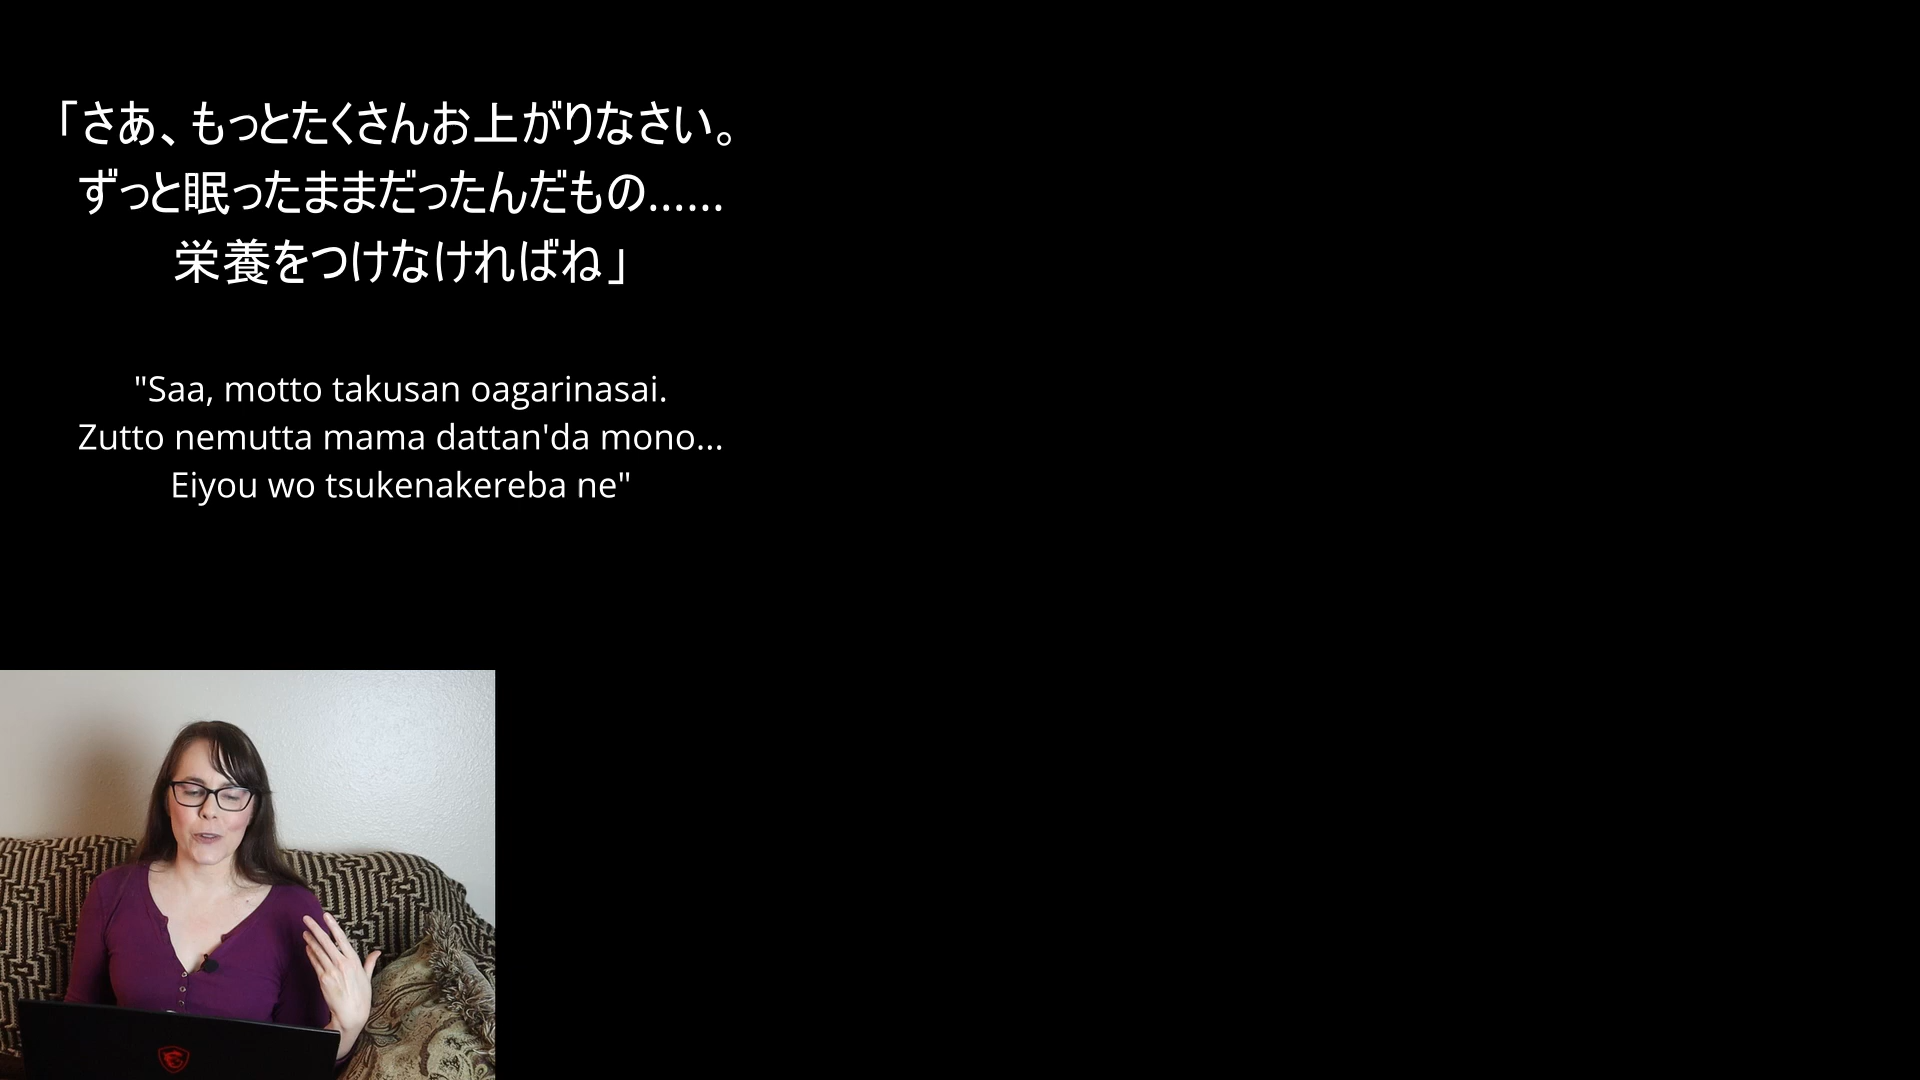 「さあ、もっとたくさんお上がりなさい。
ずっと眠ったままだったんだもの......
栄養をつけなければね」
"Saa, motto takusan oagarinasai.
Zutto nemutta mama dattan'da mono...
Eiyou wo tsukenakereba ne"